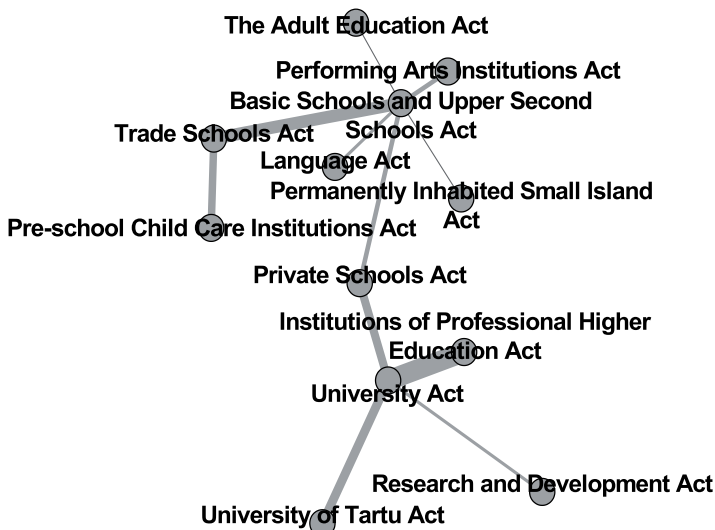 The Adult Education Act
Performing Arts Institutions Act
Basic Schools and Upper Second
Schools Act
Trade Schools Act
Language Act
Permanently Inhabited Small Island
Act
Pre-school Child Care Institutions Act
Private Schools Act
Institutions of Professional Higher
Education Act
University Act
Research and Development Act
University of Tartu Act